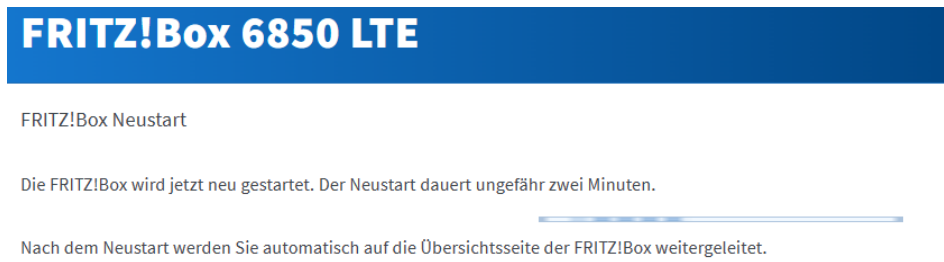 FRITZ!Box 6850 LTE
FRITZ!Box Neustart
Die FRITZ!Box wird jetzt neu gestartet. Der Neustart dauert ungefähr zwei Minuten.
Nach dem Neustart werden Sie automatisch auf die Übersichtsseite der FRITZ!Box weitergeleitet.